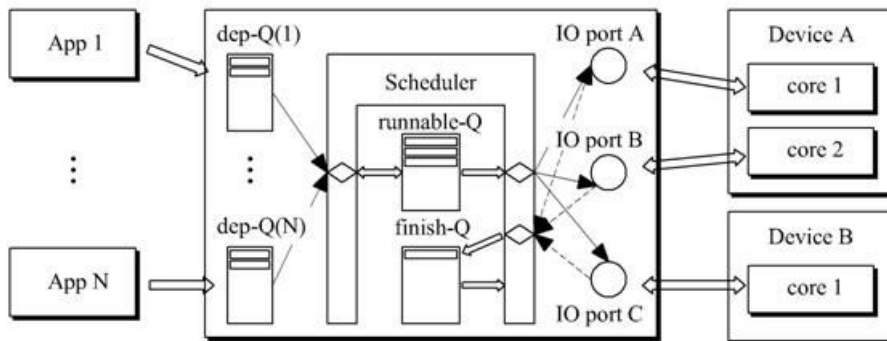 App 1
dep-Q(1)
IO port A
Device A
core 1
Scheduler
runnable-Q
IO port B
core 2
dep-Q(N)
finish-Q
Device B
App N
core 1
IO port C